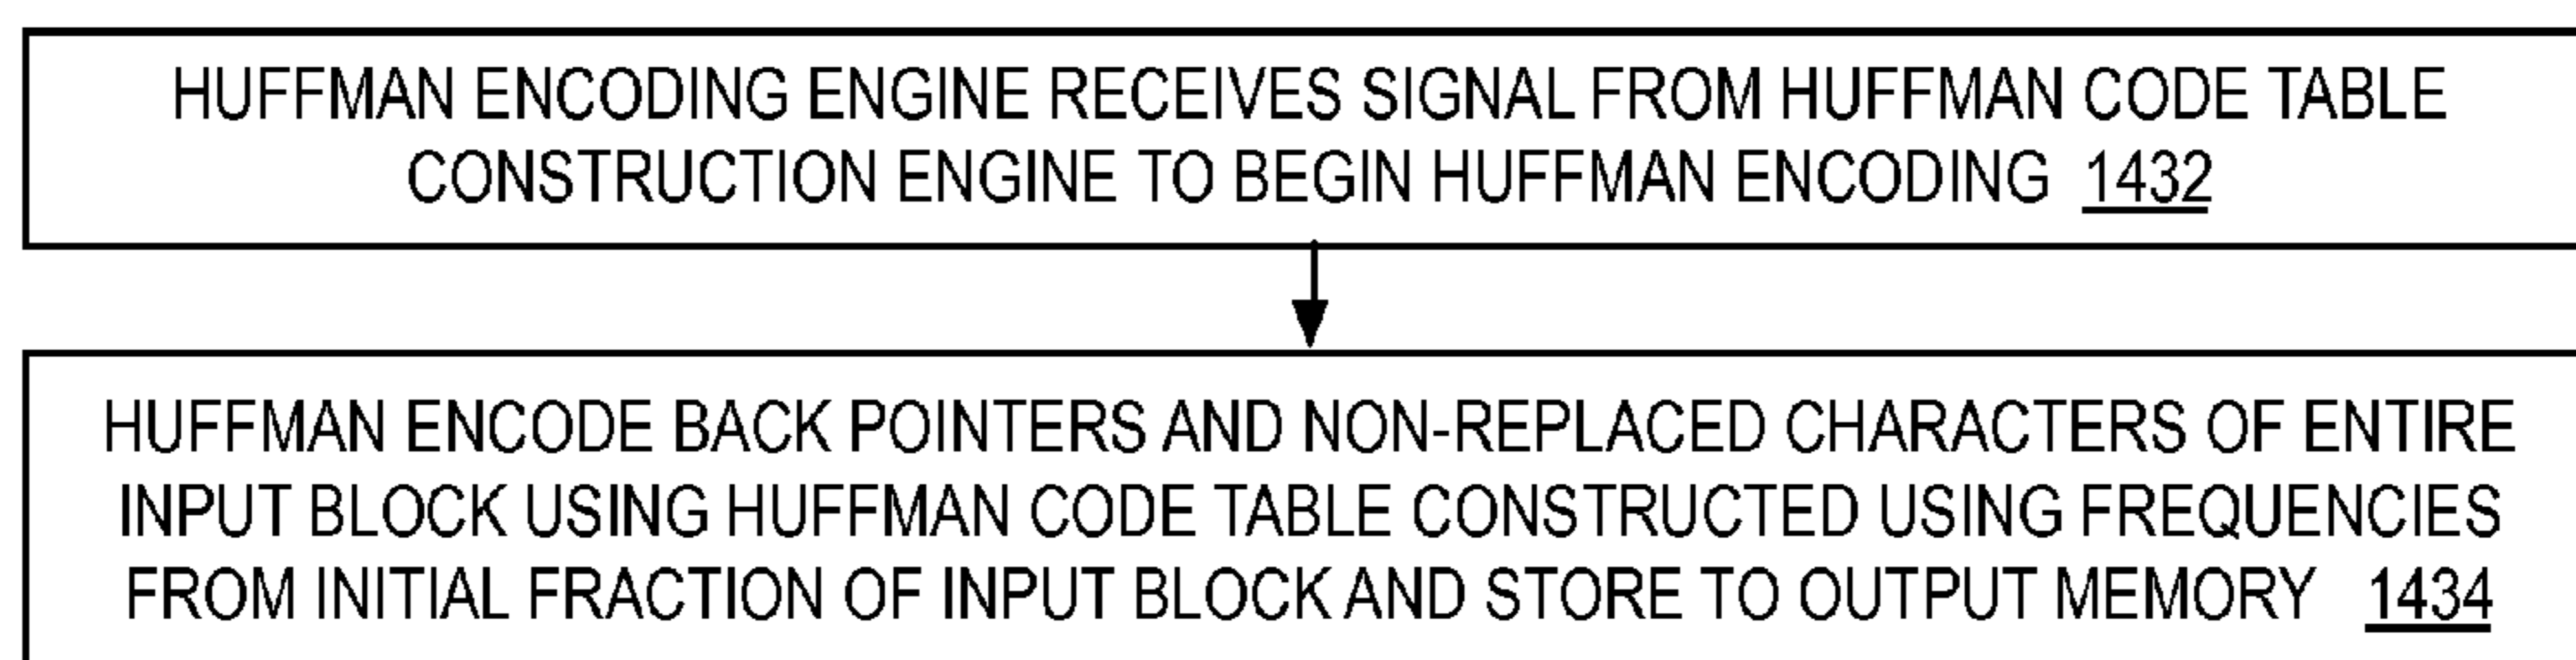 HUFFMAN ENCODING ENGINE RECEIVES SIGNAL FROM HUFFMAN CODE TABLE
CONSTRUCTION ENGINE TO BEGIN HUFFMAN ENCODING 1432
HUFFMAN ENCODE BACK POINTERS AND NON-REPLACED CHARACTERS OF ENTIRE
INPUT BLOCK USING HUFFMAN CODE TABLE CONSTRUCTED USING FREQUENCIES
FROM INITIAL FRACTION OF INPUT BLOCK AND STORE TO OUTPUT MEMORY 1434